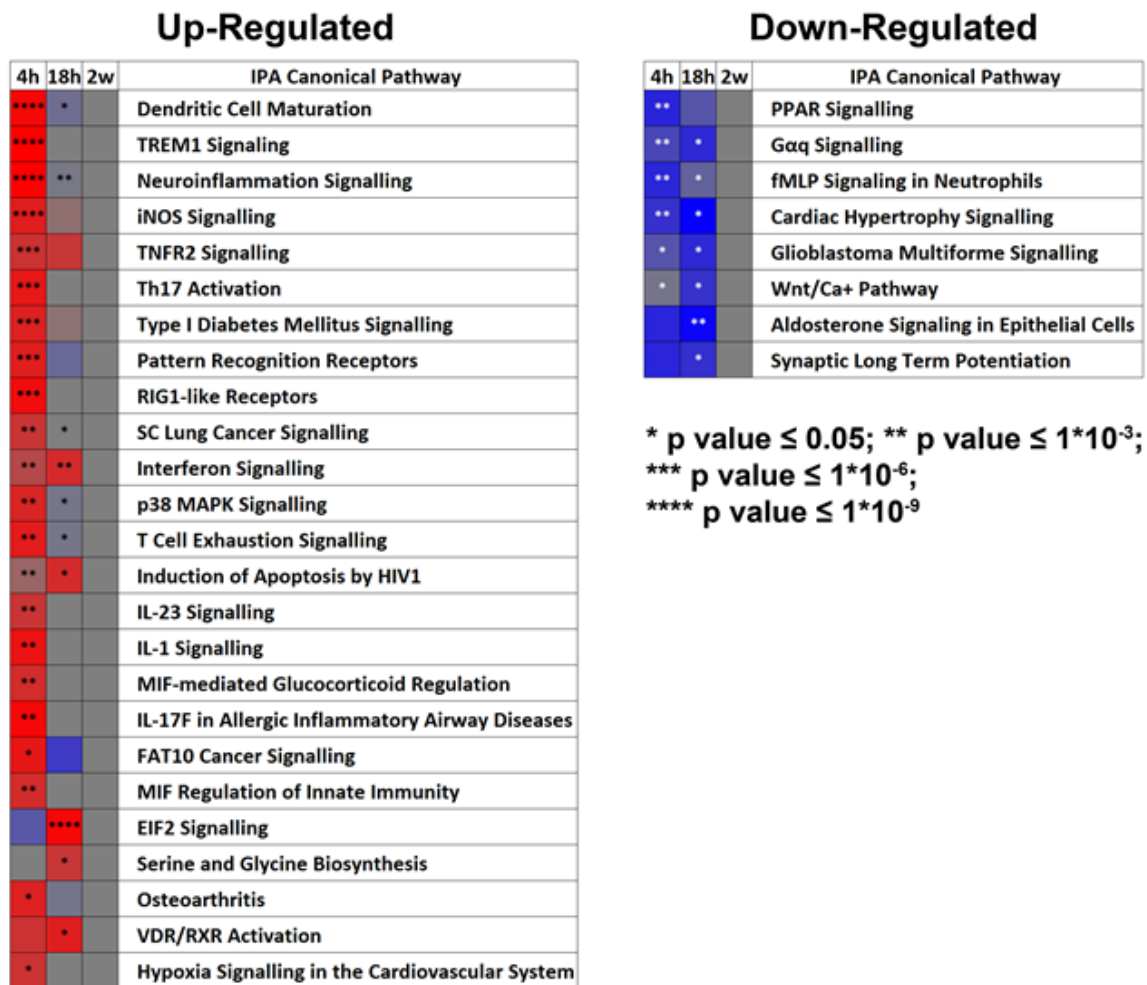 Up-Regulated
4h 18h 2w IPA Canonical Pathway
**** * Dendritic Cell Maturation
**** TREM1 Signaling
**** ** Neuroinflammation Signalling
**** iNOS Signalling
*** TNFR2 Signalling
*** Th17 Activation
*** Type I Diabetes Mellitus Signalling
*** Pattern Recognition Receptors
*** RIG1-like Receptors
** * SC Lung Cancer Signalling
** ** Interferon Signalling
** * p38 MAPK Signalling
** * T Cell Exhaustion Signalling
** * Induction of Apoptosis by HIV1
** IL-23 Signalling
** IL-1 Signalling
** MIF-mediated Glucocorticoid Regulation
** IL-17F in Allergic Inflammatory Airway Diseases
* FAT10 Cancer Signalling
** MIF Regulation of Innate Immunity
**** EIF2 Signalling
* Serine and Glycine Biosynthesis
* Osteoarthritis
* VDR/RXR Activation
* Hypoxia Signalling in the Cardiovascular System
Down-Regulated
4h 18h 2w IPA Canonical Pathway
** PPAR Signalling
** * Gαq Signalling
** * fMLP Signaling in Neutrophils
** * Cardiac Hypertrophy Signalling
* * Glioblastoma Multiforme Signalling
* * Wnt/Ca+ Pathway
** Aldosterone Signaling in Epithelial Cells
* Synaptic Long Term Potentiation
* p value ≤ 0.05; ** p value ≤ 1*10⁻³;
*** p value ≤ 1*10⁻⁶;
**** p value ≤ 1*10⁻⁹